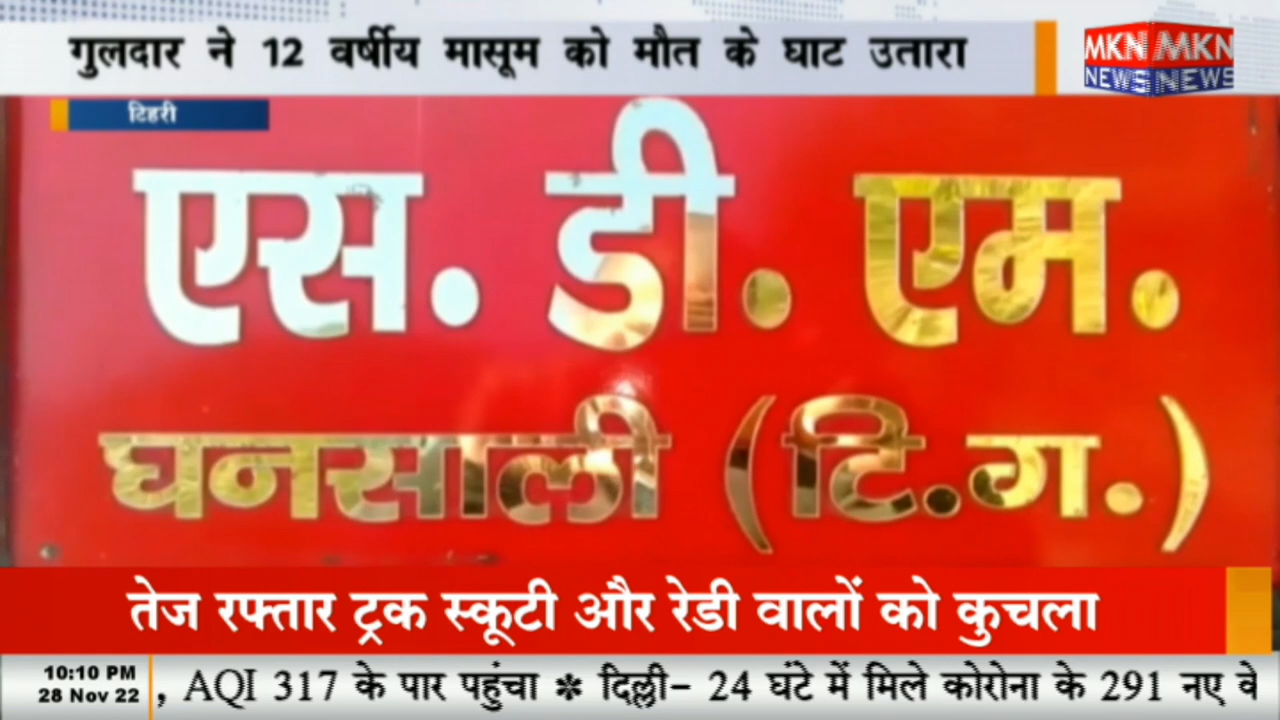 गुलदार ने 12 वर्षीय मासूम को मौत के घाट उतारा
MKN MKN
NEWS NEWS
टिहरी
एस. डी. एम.
घनसाली (टि.ग.)
तेज रफ्तार ट्रक स्कूटी और रेडी वालों को कुचला
10:10 PM
28 Nov 22
, AQI 317 के पार पहुंचा ✽ दिल्ली- 24 घंटे में मिले कोरोना के 291 नए वे